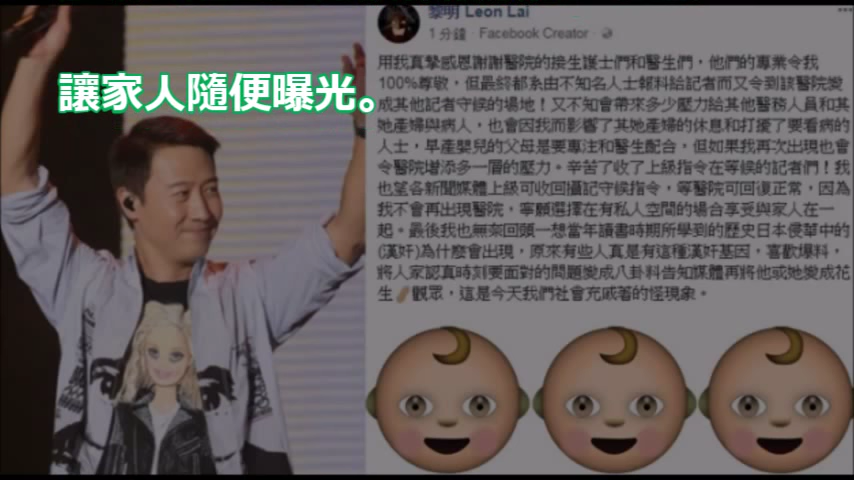 讓家人隨便曝光。
黎明 Leon Lai
1 分鐘 · Facebook Creator ·
用我真摯感恩謝謝醫院的接生護士們和醫生們，他們的專業令我
100%尊敬，但最終都系由不知名人士報料給記者而又令到該醫院變
成其他記者守候的場地！又不知會帶來多少壓力給其他醫務人員和其
她產婦與病人，也會因我而影響了其她產婦的休息和打擾了要看病的
人士，早產嬰兒的父母是要專注和醫生配合，但如果我再次出現也會
令醫院增添多一層的壓力。辛苦了收了上級指令在等候的記者們！我
也望各新聞媒體上級可收回攝記守候指令，等醫院可回復正常，因為
我不會再出現醫院，寧願選擇在有私人空間的場合享受與家人在一
起。最後我也無奈回頭一想當年讀書時期所學到的歷史日本侵華中的
(漢奸)為什麼會出現，原來有些人真是有這種漢奸基因，喜歡爆料，
將人家認真時刻要面對的問題變成八卦料告知媒體再將他或她變成花
生🥜觀眾，這是今天我們社會充斥著的怪現象。